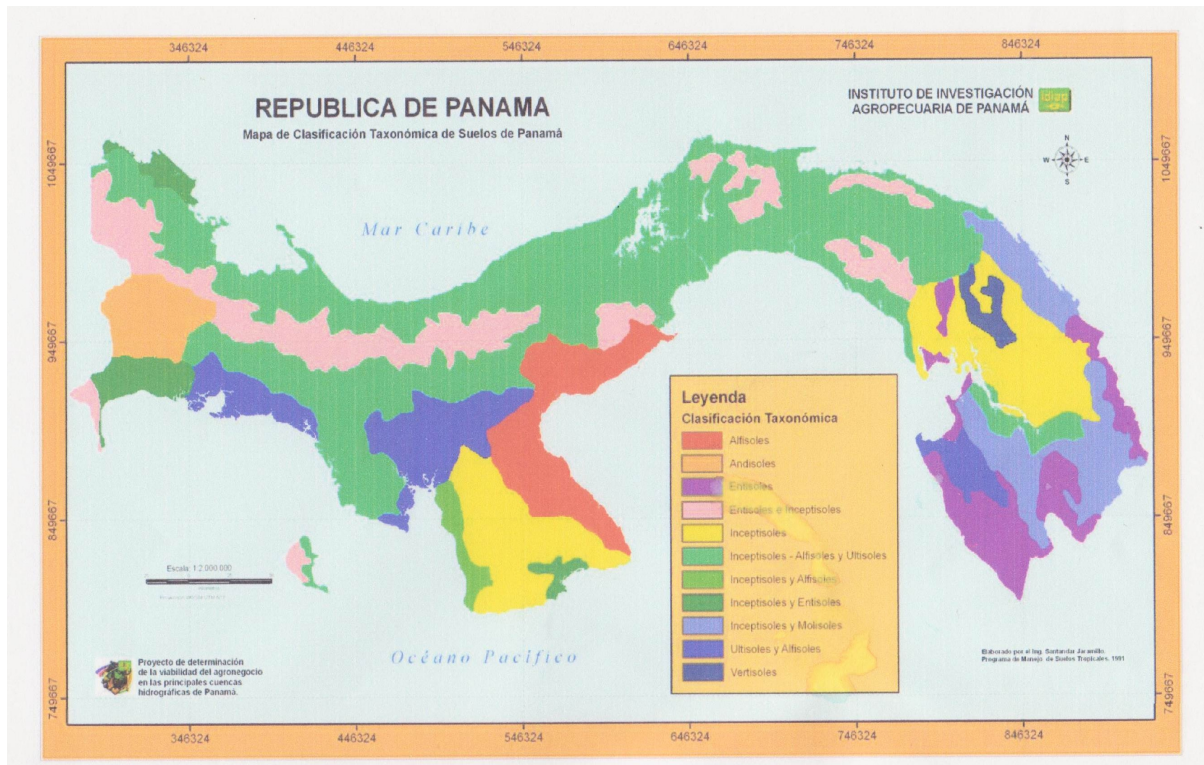 346324 446324 546324 646324 746324 846324
REPUBLICA DE PANAMA
Mapa de Clasificación Taxonómica de Suelos de Panamá
INSTITUTO DE INVESTIGACIÓN
AGROPECUARIA DE PANAMÁ
idiap
N
W E
S
1049667 1049667
Mar Caribe
949667 949667
Leyenda
Clasificación Taxonómica
Alfisoles
Andisoles
Entisoles
Entisoles e Inceptisoles
Inceptisoles
Inceptisoles - Alfisoles y Ultisoles
Inceptisoles y Alfisoles
Inceptisoles y Entisoles
Inceptisoles y Molisoles
Ultisoles y Alfisoles
Vertisoles
849667 849667
Escala: 1:2.000.000
Océano Pacífico
Proyecto de determinación
de la viabilidad del agronegocio
en las principales cuencas
hidrográficas de Panamá.
Elaborado por el Ing. Santander Jaramillo.
Programa de Manejo de Suelos Tropicales, 1991
749667 749667
346324 446324 546324 646324 746324 846324